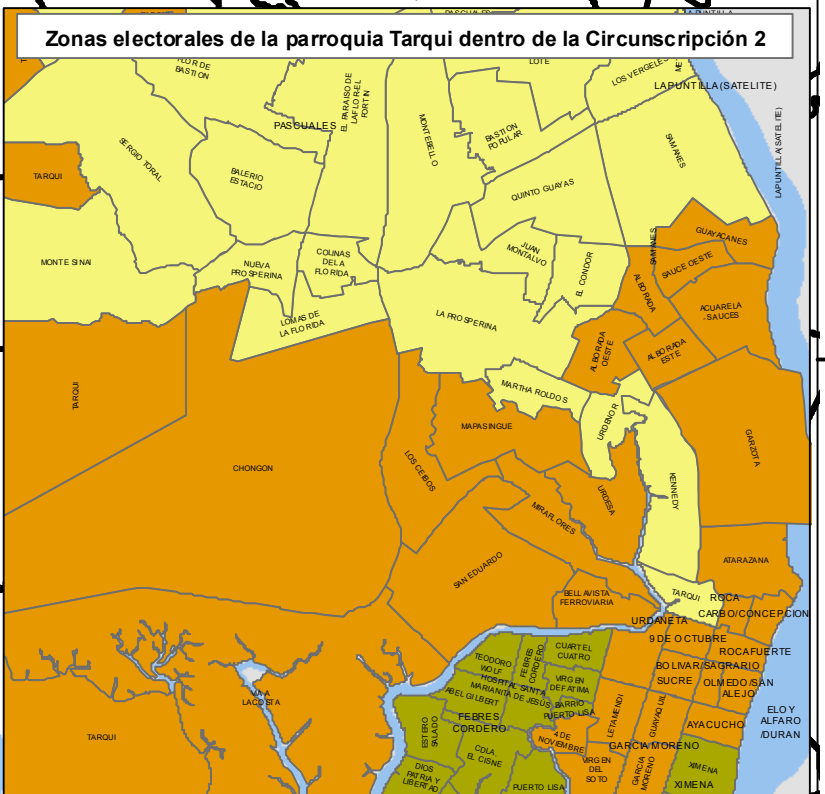 PASCUALES
LA PUNTILLA
Zonas electorales de la parroquia Tarqui dentro de la Circunscripción 2
FLOR DE
BASTION
EL PARAISO DE
LA FLOR-EL
FORTIN
LOTE
LOS VERGELES
LA PUNTILLA (SATELITE)
LA PUNTILLA (SATELITE)
PASCUALES
MONTEBELLO
BASTION
POPULAR
SERGIO TORAL
SAMANES
TARQUI
BALERIO
ESTACIO
QUINTO GUAYAS
MONTE SINAI
NUEVA
PROSPERINA
COLINAS
DE LA
FLORIDA
JUAN
MONTALVO
EL CONDOR
SAMANES
GUAYACANES
SAUCE OESTE
ALBORADA
ACUARELA
-SAUCES
LOMAS DE
LA FLORIDA
LA PROSPERINA
ALBORADA
OESTE
ALBORADA
ESTE
TARQUI
MARTHA ROLDOS
URDENOR
MAPASINGUE
GARZOTA
CHONGON
LOS CEIBOS
KENNEDY
URDESA
MIRAFLORES
SAN EDUARDO
ATARAZANA
BELLAVISTA
FERROVIARIA
TARQUI
ROCA
CARBO/CONCEPCION
URDANETA
9 DE OCTUBRE
ROCAFUERTE
TEODORO
WOLF
FEBRES
CORDERO
CUARTEL
CUATRO
BOLIVAR/SAGRARIO
HOSPITAL SANTA
MARIANITA DE JESÚS
VIRGEN
DE FATIMA
SUCRE
OLMEDO/SAN
ALEJO
ABEL GILBERT
BARRIO
PUERTO LISA
VIA A
LA COSTA
FEBRES
CORDERO
LETAMENDI
GUAYAQUIL
ELOY
ALFARO
/DURAN
AYACUCHO
ESTERO
SALADO
4 DE
NOVIEMBRE
GARCIA MORENO
TARQUI
CDLA.
EL CISNE
VIRGEN
DEL
SOTO
GARCIA
MORENO
XIMENA
DIOS
PATRIA Y
LIBERTAD
PUERTO LISA
XIMENA